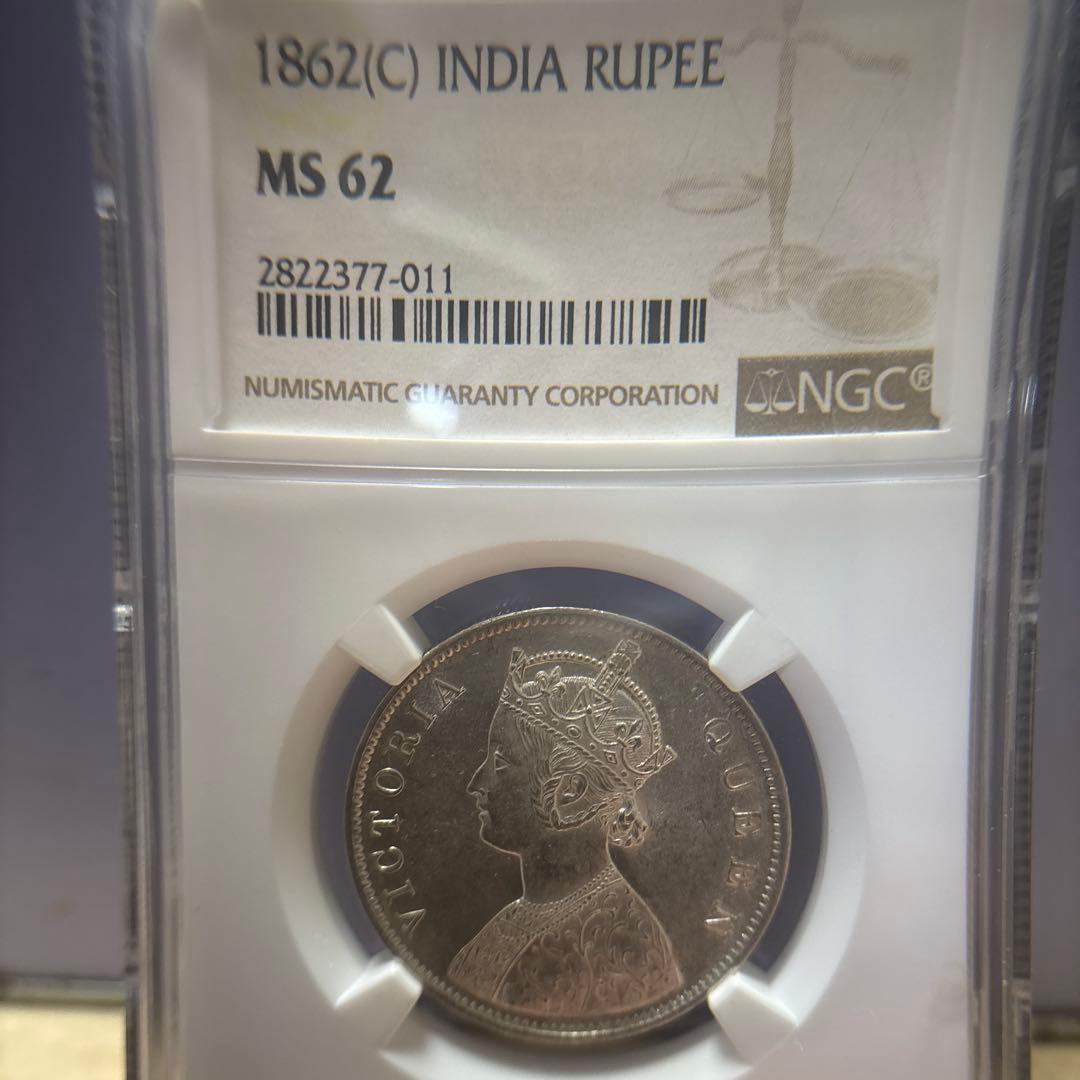 1862(C) INDIA RUPEE
MS 62
2822377-011
NUMISMATIC GUARANTY CORPORATION
NGC®
VICTORIA QUEEN